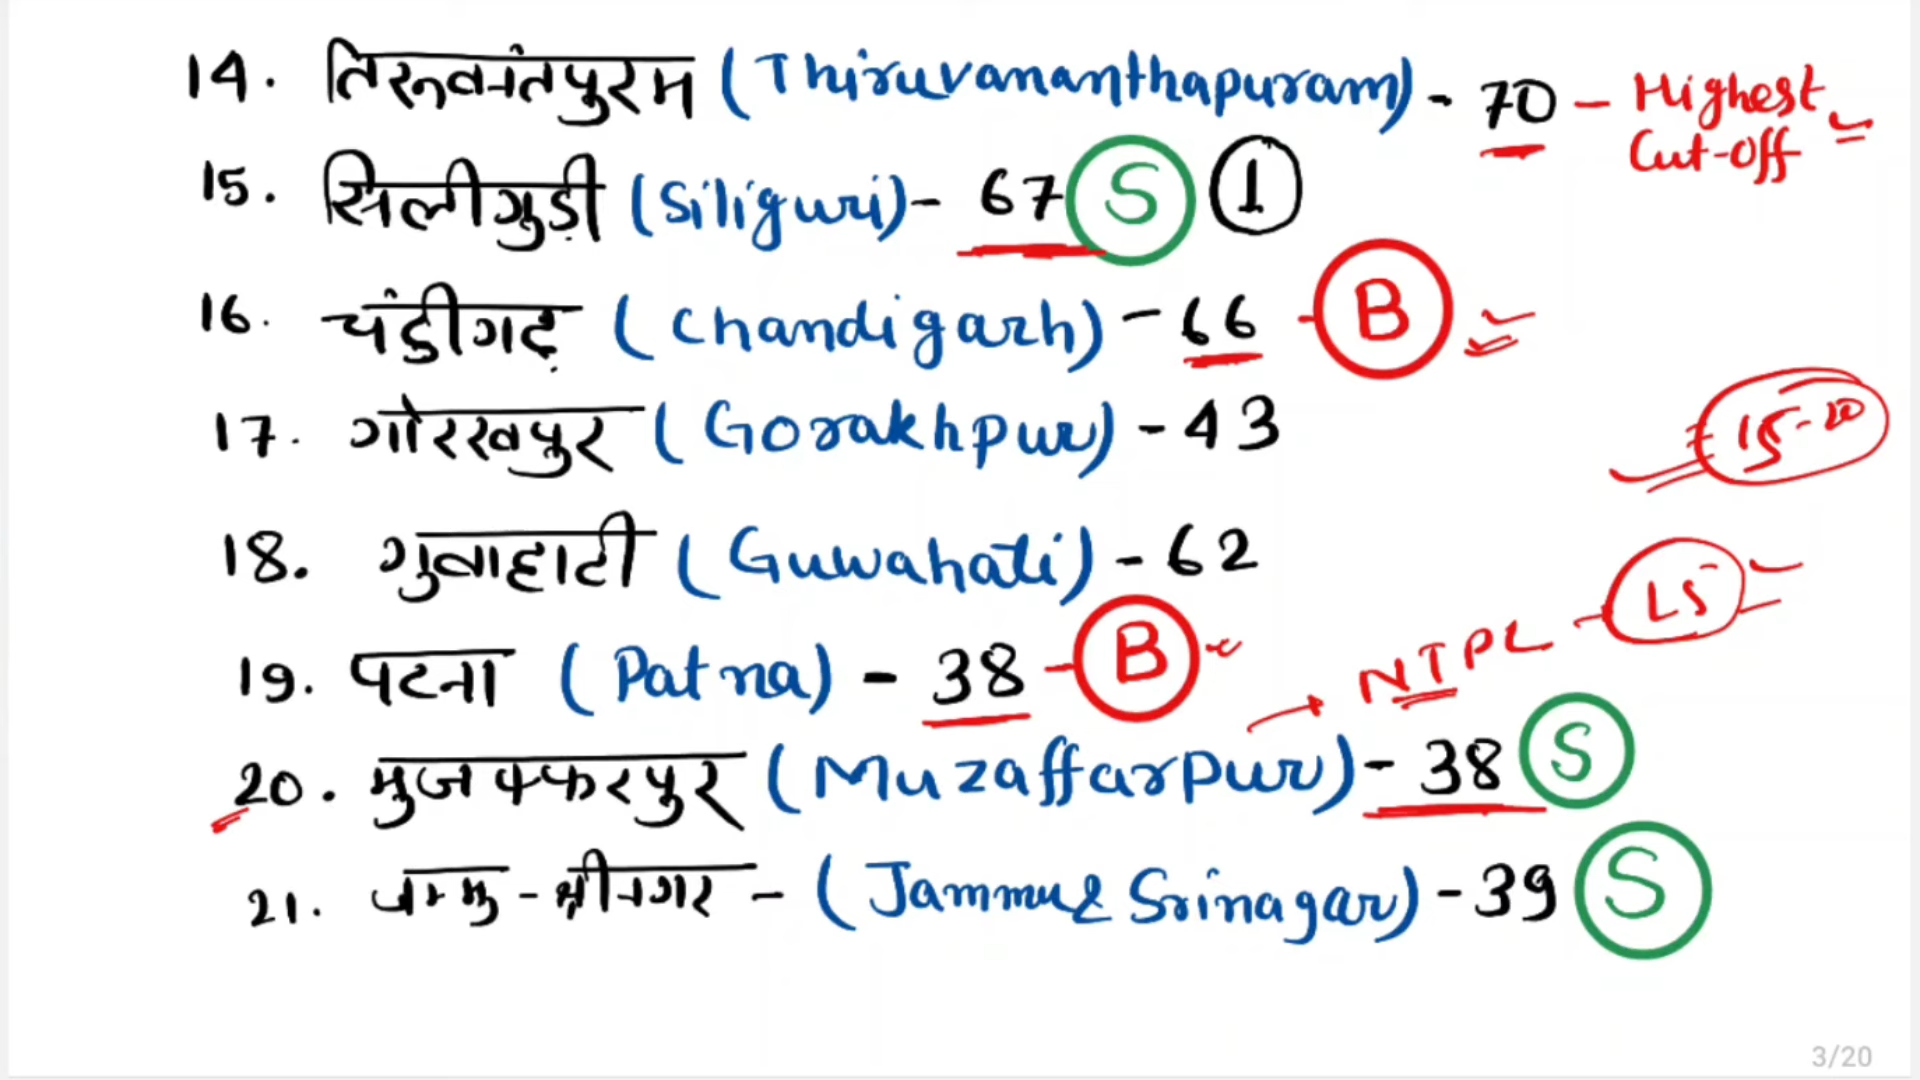 14. तिरूवनंतपुरम (Thiruvananthapuram) - 70 - Highest Cut-off
15. सिलीगुड़ी (Siliguri) - 67 S 1
16. चंडीगढ़ (Chandigarh) - 66 - B
17. गोरखपुर (Gorakhpur) - 43
15-20
18. गुवाहाटी (Guwahati) - 62
19. पटना (Patna) - 38 - B
NTPC - L5
20. मुजफ्फरपुर (Muzaffarpur) - 38 S
21. जम्मु - श्रीनगर - (Jammu & Srinagar) - 39 S
3/20